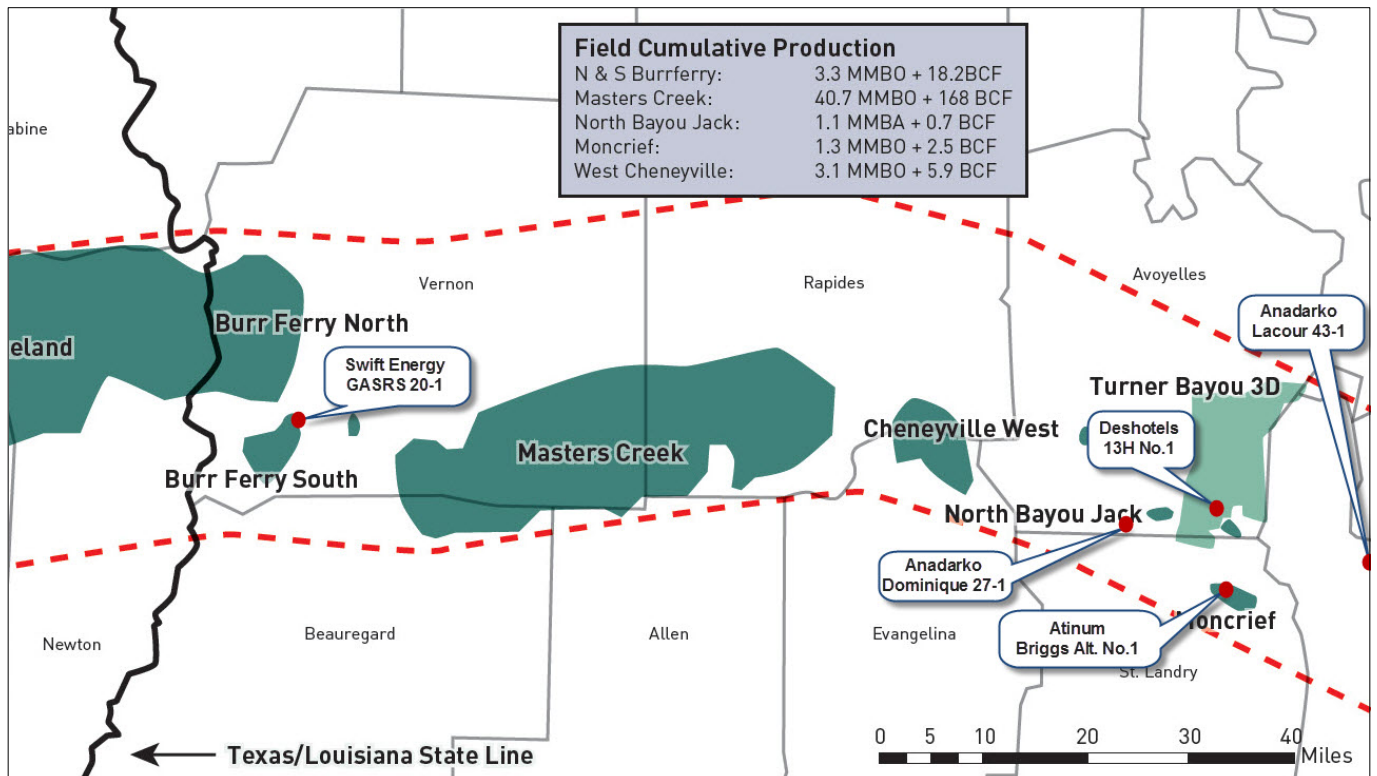 Field Cumulative Production
N & S Burrferry: 3.3 MMBO + 18.2BCF
Masters Creek: 40.7 MMBO + 168 BCF
North Bayou Jack: 1.1 MMBA + 0.7 BCF
Moncrief: 1.3 MMBO + 2.5 BCF
West Cheneyville: 3.1 MMBO + 5.9 BCF
abine
Vernon
Rapides
Avoyelles
Anadarko
Lacour 43-1
Burr Ferry North
eland
Swift Energy
GASRS 20-1
Turner Bayou 3D
Deshotels
13H No.1
Cheneyville West
Masters Creek
Burr Ferry South
North Bayou Jack
Anadarko
Dominique 27-1
Atinum
Briggs Alt. No.1
Moncrief
Newton
Beauregard
Allen
Evangelina
St. Landry
Texas/Louisiana State Line
0 5 10 20 30 40
Miles